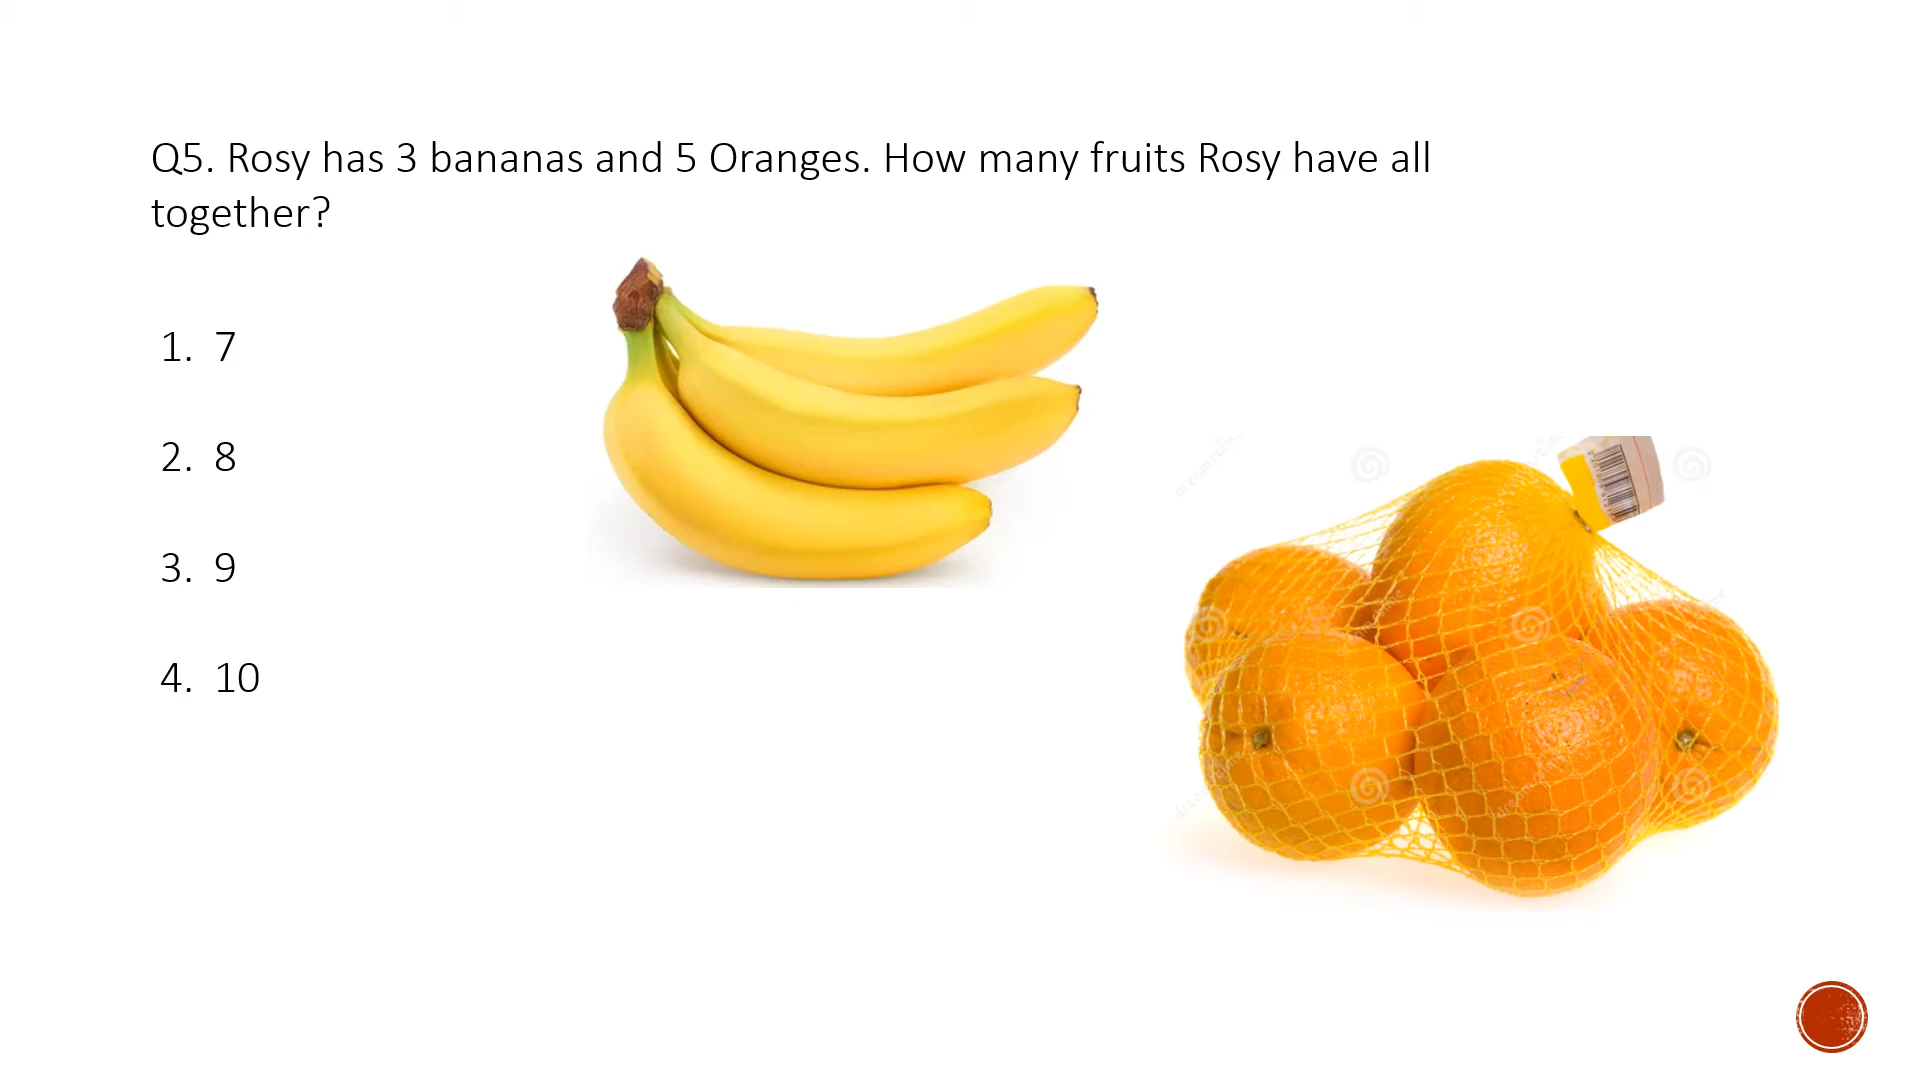 Q5. Rosy has 3 bananas and 5 Oranges. How many fruits Rosy have all
together?
1. 7
2. 8
3. 9
4. 10